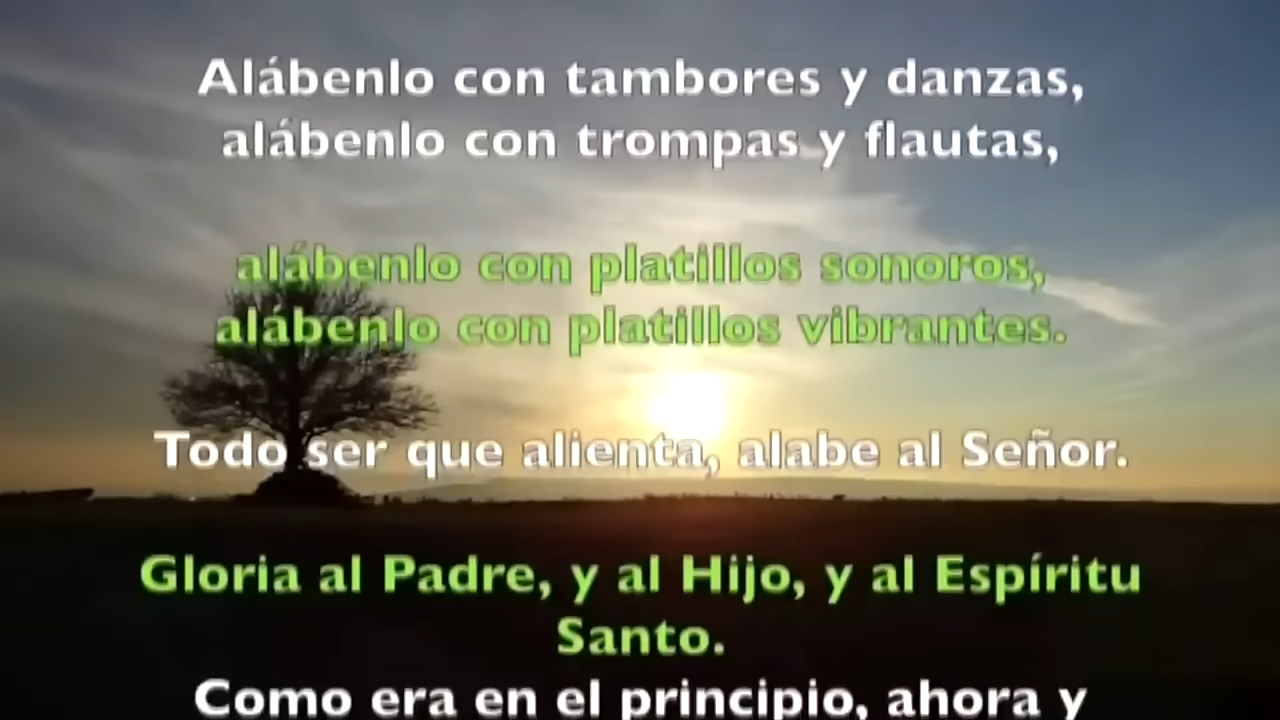 Alábenlo con tambores y danzas,
alábenlo con trompas y flautas,
alábenlo con platillos sonoros,
alábenlo con platillos vibrantes.
Todo ser que alienta, alabe al Señor.
Gloria al Padre, y al Hijo, y al Espíritu
Santo.
Como era en el principio, ahora y